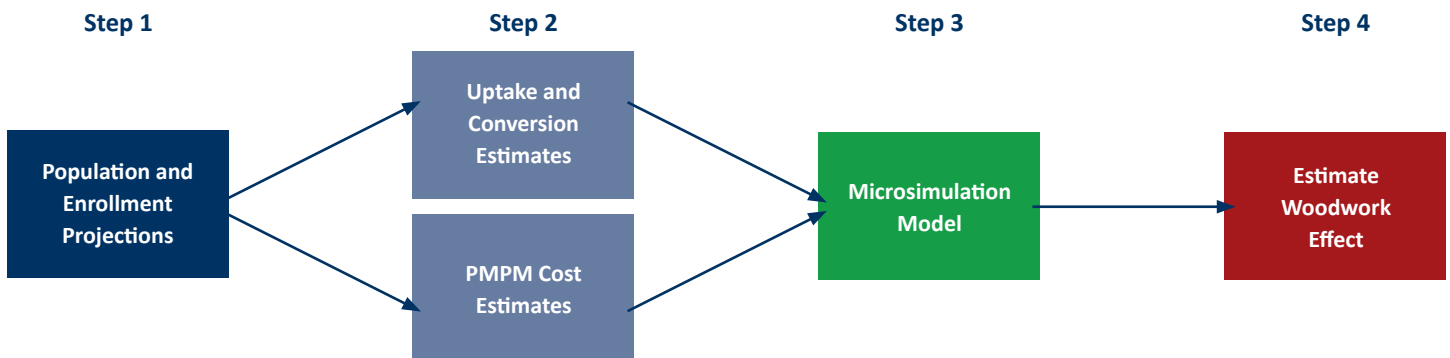 Step 1
Step 2
Step 3
Step 4
Population and
Enrollment
Projections
Uptake and
Conversion
Estimates
PMPM Cost
Estimates
Microsimulation
Model
Estimate
Woodwork
Effect